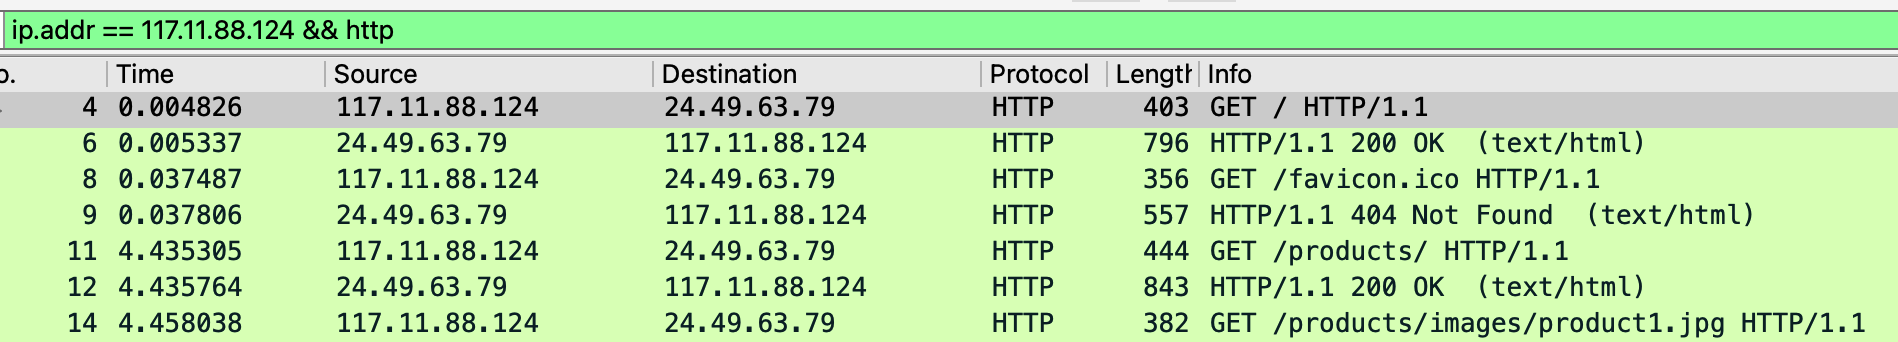 ip.addr == 117.11.88.124 && http
o. Time Source Destination Protocol Length Info
4 0.004826 117.11.88.124 24.49.63.79 HTTP 403 GET / HTTP/1.1
6 0.005337 24.49.63.79 117.11.88.124 HTTP 796 HTTP/1.1 200 OK (text/html)
8 0.037487 117.11.88.124 24.49.63.79 HTTP 356 GET /favicon.ico HTTP/1.1
9 0.037806 24.49.63.79 117.11.88.124 HTTP 557 HTTP/1.1 404 Not Found (text/html)
11 4.435305 117.11.88.124 24.49.63.79 HTTP 444 GET /products/ HTTP/1.1
12 4.435764 24.49.63.79 117.11.88.124 HTTP 843 HTTP/1.1 200 OK (text/html)
14 4.458038 117.11.88.124 24.49.63.79 HTTP 382 GET /products/images/product1.jpg HTTP/1.1